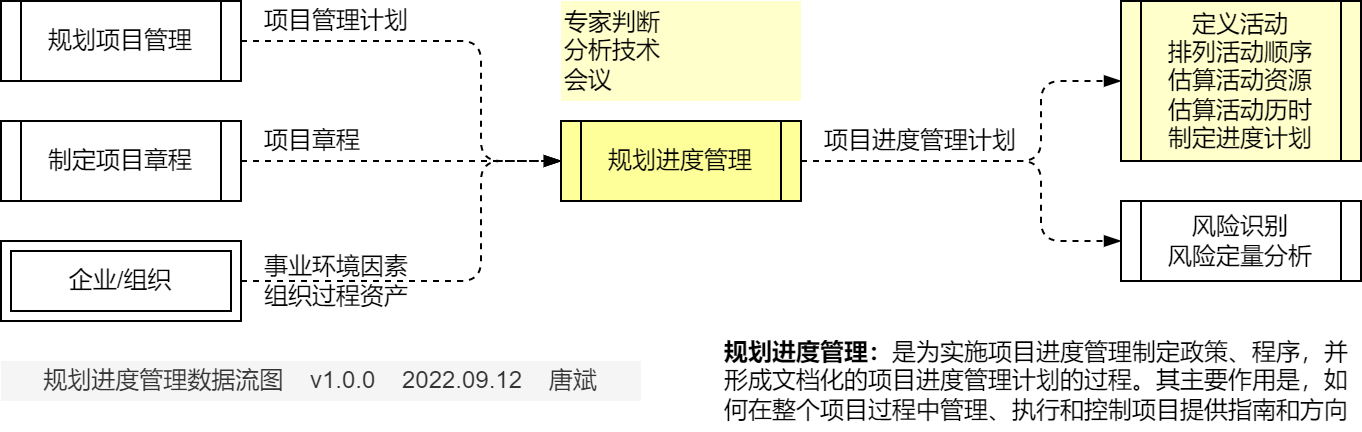 规划项目管理
项目管理计划
专家判断
分析技术
会议
定义活动
排列活动顺序
估算活动资源
估算活动历时
制定进度计划
制定项目章程
项目章程
规划进度管理
项目进度管理计划
风险识别
风险定量分析
企业/组织
事业环境因素
组织过程资产
规划进度管理数据流图 v1.0.0 2022.09.12 唐斌
规划进度管理：是为实施项目进度管理制定政策、程序，并
形成文档化的项目进度管理计划的过程。其主要作用是，如
何在整个项目过程中管理、执行和控制项目提供指南和方向